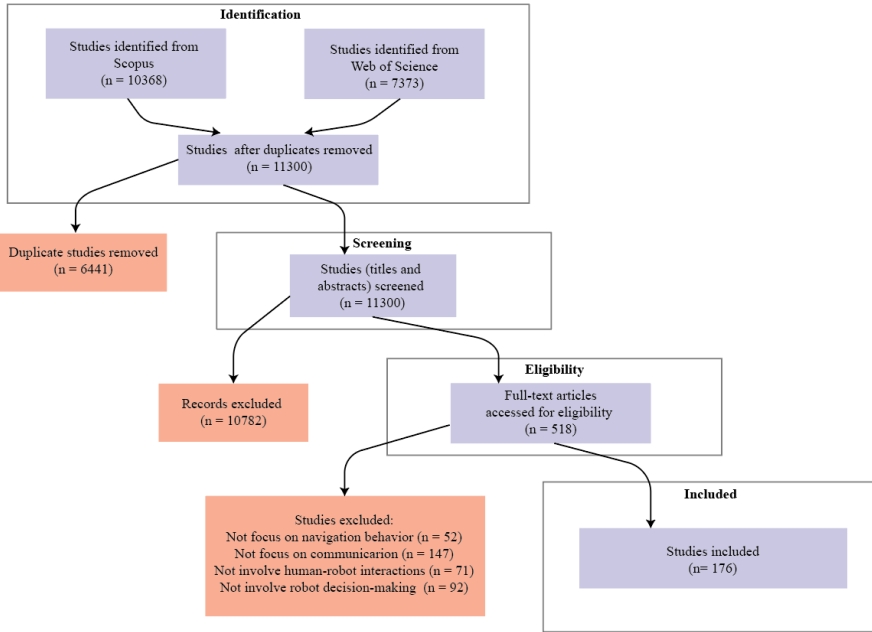 Identification
Studies identified from
Scopus
(n = 10368)
Studies identified from
Web of Science
(n = 7373)
Studies after duplicates removed
(n = 11300)
Duplicate studies removed
(n = 6441)
Screening
Studies (titles and
abstracts) screened
(n = 11300)
Records excluded
(n = 10782)
Eligibility
Full-text articles
accessed for eligibility
(n = 518)
Studies excluded:
Not focus on navigation behavior (n = 52)
Not focus on communicarion (n = 147)
Not involve human-robot interactions (n = 71)
Not involve robot decision-making (n = 92)
Included
Studies included
(n= 176)